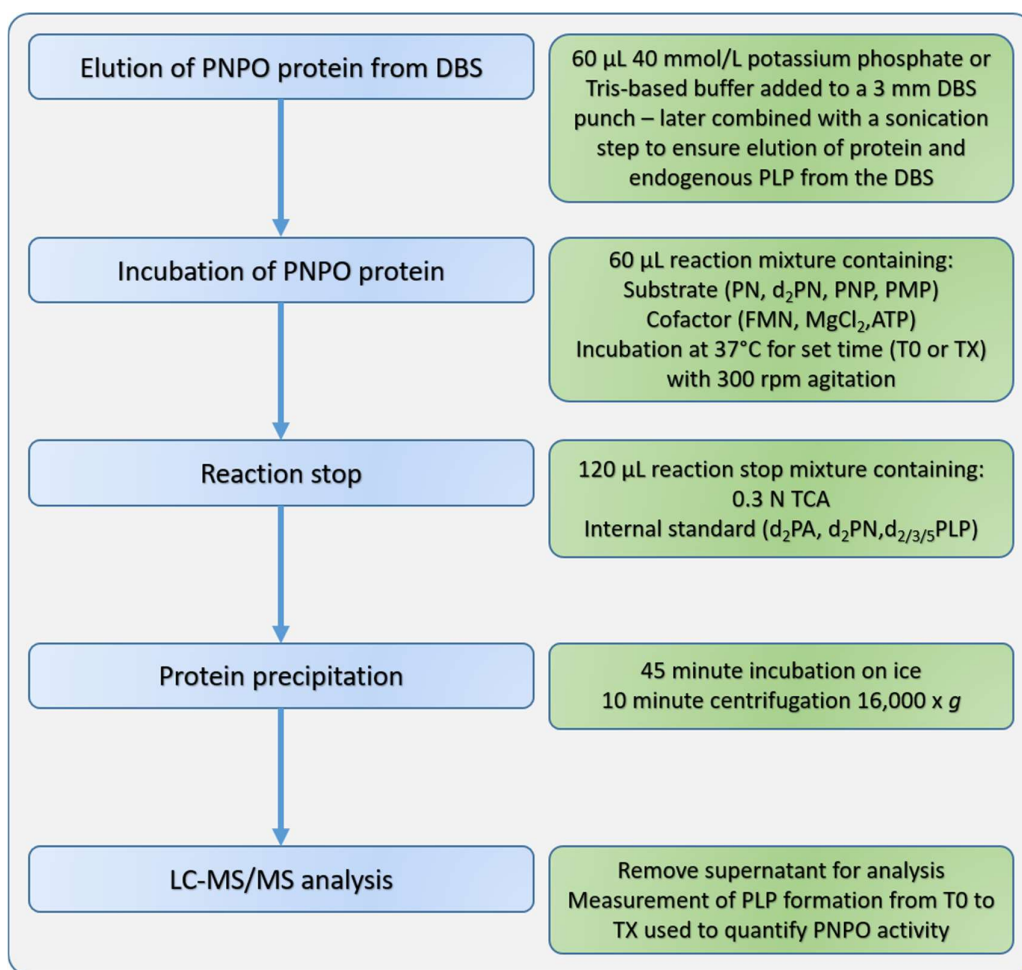 Elution of PNPO protein from DBS
60 µL 40 mmol/L potassium phosphate or
Tris-based buffer added to a 3 mm DBS
punch – later combined with a sonication
step to ensure elution of protein and
endogenous PLP from the DBS
Incubation of PNPO protein
60 µL reaction mixture containing:
Substrate (PN, d₂PN, PNP, PMP)
Cofactor (FMN, MgCl₂,ATP)
Incubation at 37°C for set time (T0 or TX)
with 300 rpm agitation
Reaction stop
120 µL reaction stop mixture containing:
0.3 N TCA
Internal standard (d₂PA, d₂PN,d₂/₃/₅PLP)
Protein precipitation
45 minute incubation on ice
10 minute centrifugation 16,000 x g
LC-MS/MS analysis
Remove supernatant for analysis
Measurement of PLP formation from T0 to
TX used to quantify PNPO activity